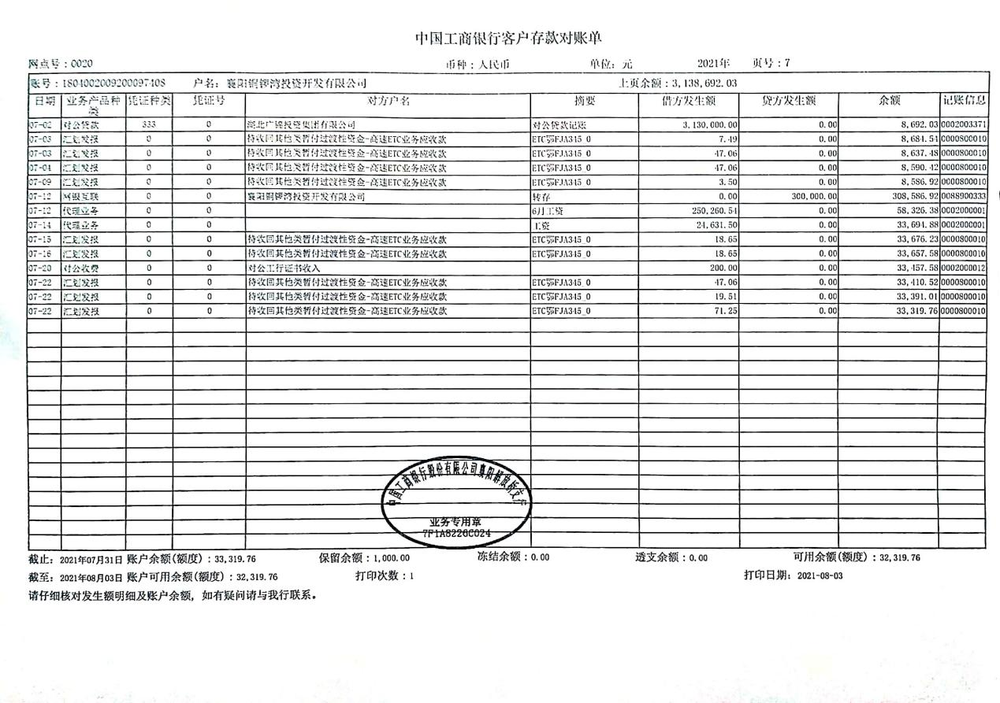 中国工商银行客户存款对账单
网点号：0020 币种：人民币 单位：元 2021年 页号：7
账号：1804002009200097408 户名：襄阳铜锣湾投资开发有限公司 上页余额：3,138,692.03
日期 业务产品种类 凭证种类 凭证号 对方户名 摘要 借方发生额 贷方发生额 余额 记账信息
07-02 对公贷款 333 0 湖北广锦投资集团有限公司 对公贷款记账 3,130,000.00 0.00 8,692.03 0002003371
07-03 汇划发报 0 0 待收回其他类暂付过渡性资金-高速ETC业务应收款 ETC鄂FJA345_0 7.49 0.00 8,684.54 0000800010
07-03 汇划发报 0 0 待收回其他类暂付过渡性资金-高速ETC业务应收款 ETC鄂FJA345_0 47.06 0.00 8,637.48 0000800010
07-04 汇划发报 0 0 待收回其他类暂付过渡性资金-高速ETC业务应收款 ETC鄂FJA345_0 47.06 0.00 8,590.42 0000800010
07-09 汇划发报 0 0 待收回其他类暂付过渡性资金-高速ETC业务应收款 ETC鄂FJA345_0 3.50 0.00 8,586.92 0000800010
07-12 网银互联 0 0 襄阳铜锣湾投资开发有限公司 转存 0.00 300,000.00 308,586.92 0088900333
07-12 代理业务 0 0 6月工资 250,260.54 0.00 58,326.38 0002000001
07-14 代理业务 0 0 工资 24,631.50 0.00 33,694.88 0002000001
07-15 汇划发报 0 0 待收回其他类暂付过渡性资金-高速ETC业务应收款 ETC鄂FJA345_0 18.65 0.00 33,676.23 0000800010
07-16 汇划发报 0 0 待收回其他类暂付过渡性资金-高速ETC业务应收款 ETC鄂FJA345_0 18.65 0.00 33,657.58 0000800010
07-20 对公收费 0 0 对公工行证书收入 200.00 0.00 33,457.58 0002000012
07-22 汇划发报 0 0 待收回其他类暂付过渡性资金-高速ETC业务应收款 ETC鄂FJA345_0 47.06 0.00 33,410.52 0000800010
07-22 汇划发报 0 0 待收回其他类暂付过渡性资金-高速ETC业务应收款 ETC鄂FJA345_0 19.51 0.00 33,391.01 0000800010
07-22 汇划发报 0 0 待收回其他类暂付过渡性资金-高速ETC业务应收款 ETC鄂FJA345_0 71.25 0.00 33,319.76 0000800010
中国工商银行股份有限公司襄阳解放桥支行
业务专用章
7F1A8226C024
截止：2021年07月31日 账户余额(额度)：33,319.76 保留余额：1,000.00 冻结余额：0.00 透支余额：0.00 可用余额(额度)：32,319.76
截至：2021年08月03日 账户可用余额(额度)：32,319.76 打印次数：1 打印日期：2021-08-03
请仔细核对发生额明细及账户余额，如有疑问请与我行联系。